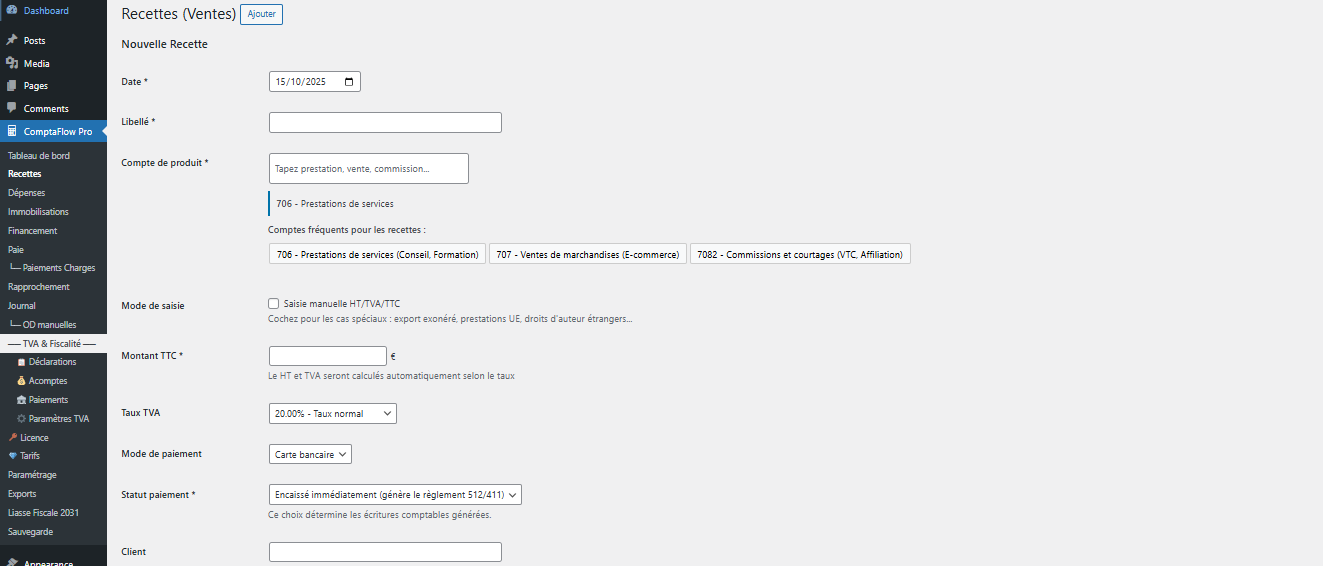 Dashboard
Posts
Media
Pages
Comments
ComptaFlow Pro
Tableau de bord
Recettes
Dépenses
Immobilisations
Financement
Paie
└─ Paiements Charges
Rapprochement
Journal
└─ OD manuelles
── TVA & Fiscalité ──
Déclarations
Acomptes
Paiements
Paramètres TVA
Licence
Tarifs
Paramétrage
Exports
Liasse Fiscale 2031
Sauvegarde
Appearance
Recettes (Ventes) Ajouter
Nouvelle Recette
Date * 15/10/2025
Libellé *
Compte de produit * Tapez prestation, vente, commission...
706 - Prestations de services
Comptes fréquents pour les recettes :
706 - Prestations de services (Conseil, Formation) 707 - Ventes de marchandises (E-commerce) 7082 - Commissions et courtages (VTC, Affiliation)
Mode de saisie Saisie manuelle HT/TVA/TTC
Cochez pour les cas spéciaux : export exonéré, prestations UE, droits d'auteur étrangers...
Montant TTC * €
Le HT et TVA seront calculés automatiquement selon le taux
Taux TVA 20.00% - Taux normal
Mode de paiement Carte bancaire
Statut paiement * Encaissé immédiatement (génère le règlement 512/411)
Ce choix détermine les écritures comptables générées.
Client